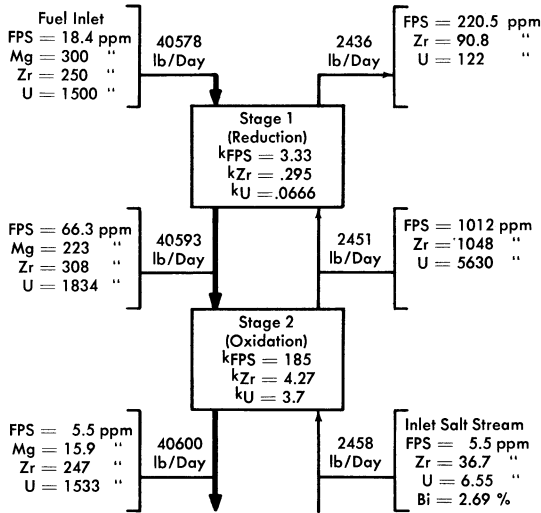 Fuel Inlet
FPS = 18.4 ppm
Mg = 300 "
Zr = 250 "
U = 1500 "
40578
lb/Day
2436
lb/Day
FPS = 220.5 ppm
Zr = 90.8 "
U = 122 "
Stage 1
(Reduction)
kFPS = 3.33
kZr = .295
kU = .0666
FPS = 66.3 ppm
Mg = 223 "
Zr = 308 "
U = 1834 "
40593
lb/Day
2451
lb/Day
FPS = 1012 ppm
Zr = 1048 "
U = 5630 "
Stage 2
(Oxidation)
kFPS = 185
kZr = 4.27
kU = 3.7
FPS = 5.5 ppm
Mg = 15.9 "
Zr = 247 "
U = 1533 "
40600
lb/Day
2458
lb/Day
Inlet Salt Stream
FPS = 5.5 ppm
Zr = 36.7 "
U = 6.55 "
Bi = 2.69 %